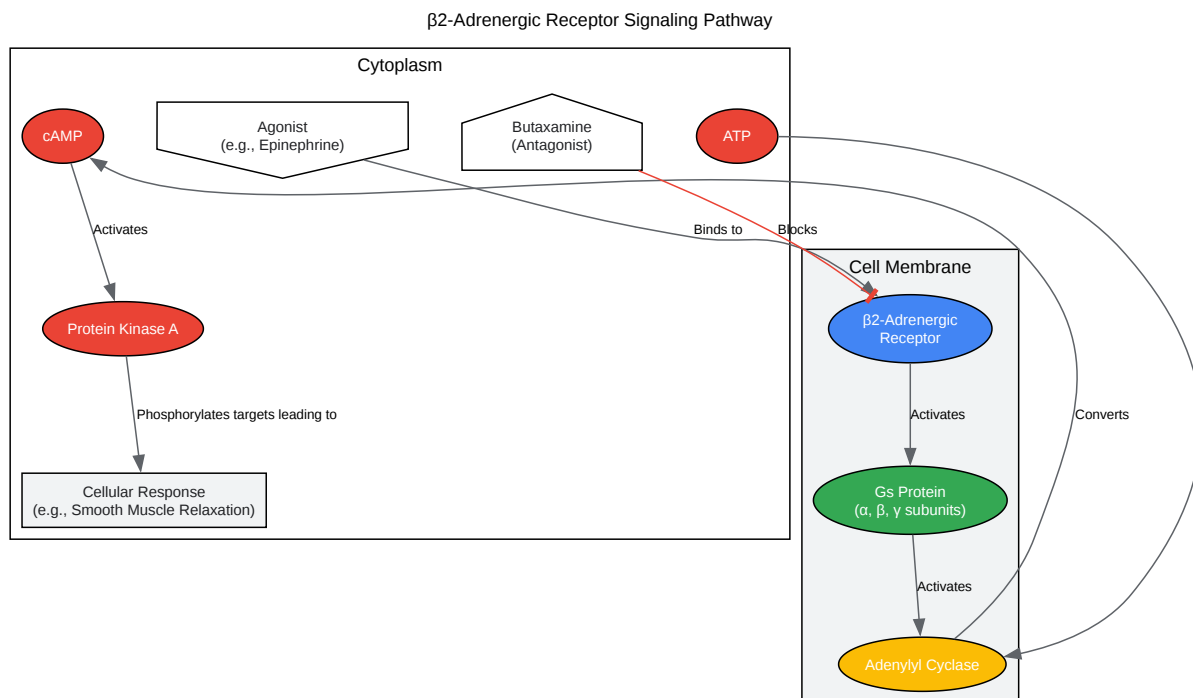 β2-Adrenergic Receptor Signaling Pathway
Cytoplasm
cAMP
Agonist
(e.g., Epinephrine)
Butaxamine
(Antagonist)
ATP
Activates
Binds to
Blocks
Cell Membrane
Protein Kinase A
β2-Adrenergic
Receptor
Phosphorylates targets leading to
Activates
Converts
Cellular Response
(e.g., Smooth Muscle Relaxation)
Gs Protein
(α, β, γ subunits)
Activates
Adenylyl Cyclase